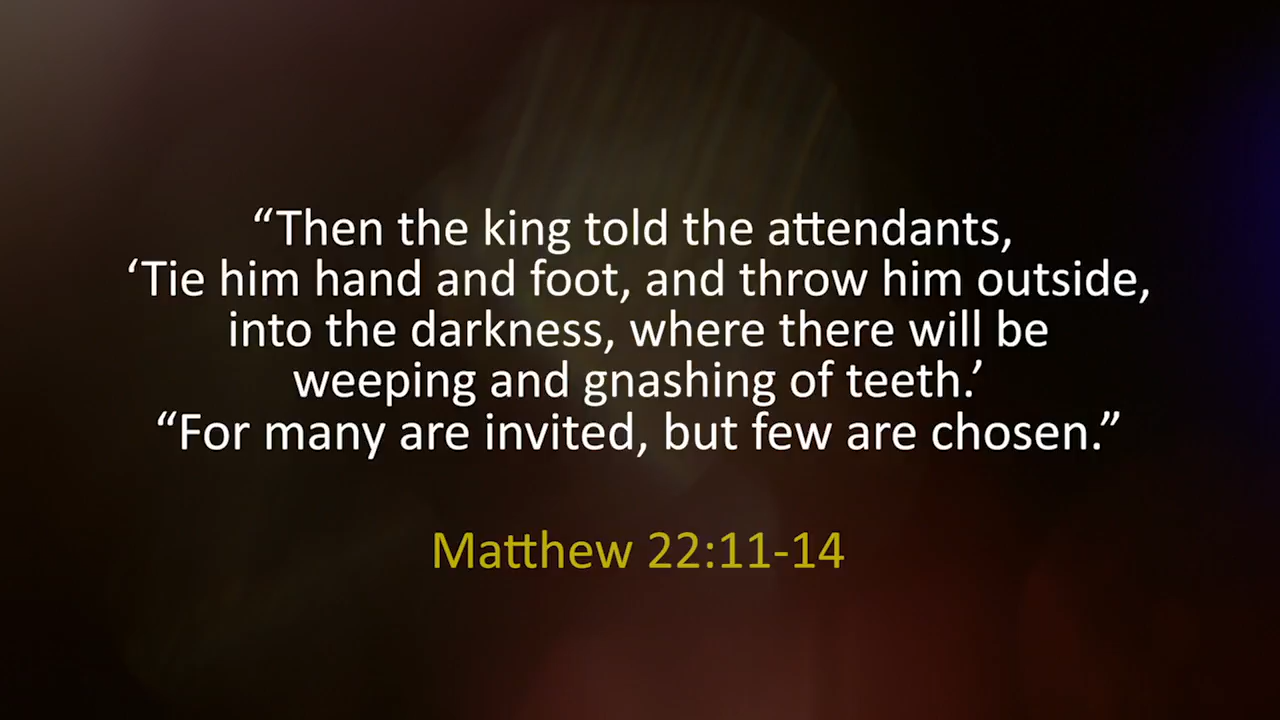 “Then the king told the attendants,
‘Tie him hand and foot, and throw him outside,
into the darkness, where there will be
weeping and gnashing of teeth.’
“For many are invited, but few are chosen.”
Matthew 22:11-14